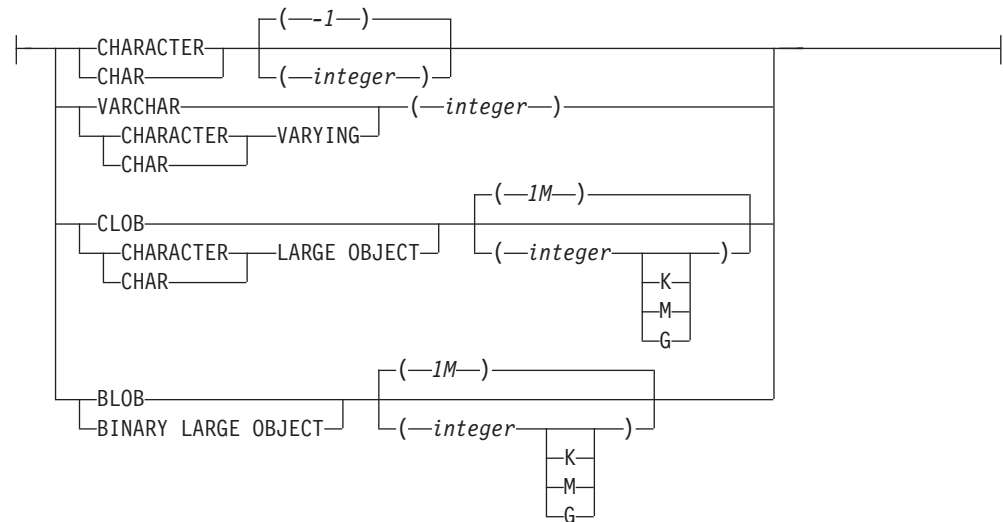 ( -1 )
CHARACTER
CHAR ( integer )
VARCHAR ( integer )
CHARACTER VARYING
CHAR
( 1M )
CLOB
CHARACTER LARGE OBJECT ( integer )
CHAR K
M
G
( 1M )
BLOB
BINARY LARGE OBJECT ( integer )
K
M
G